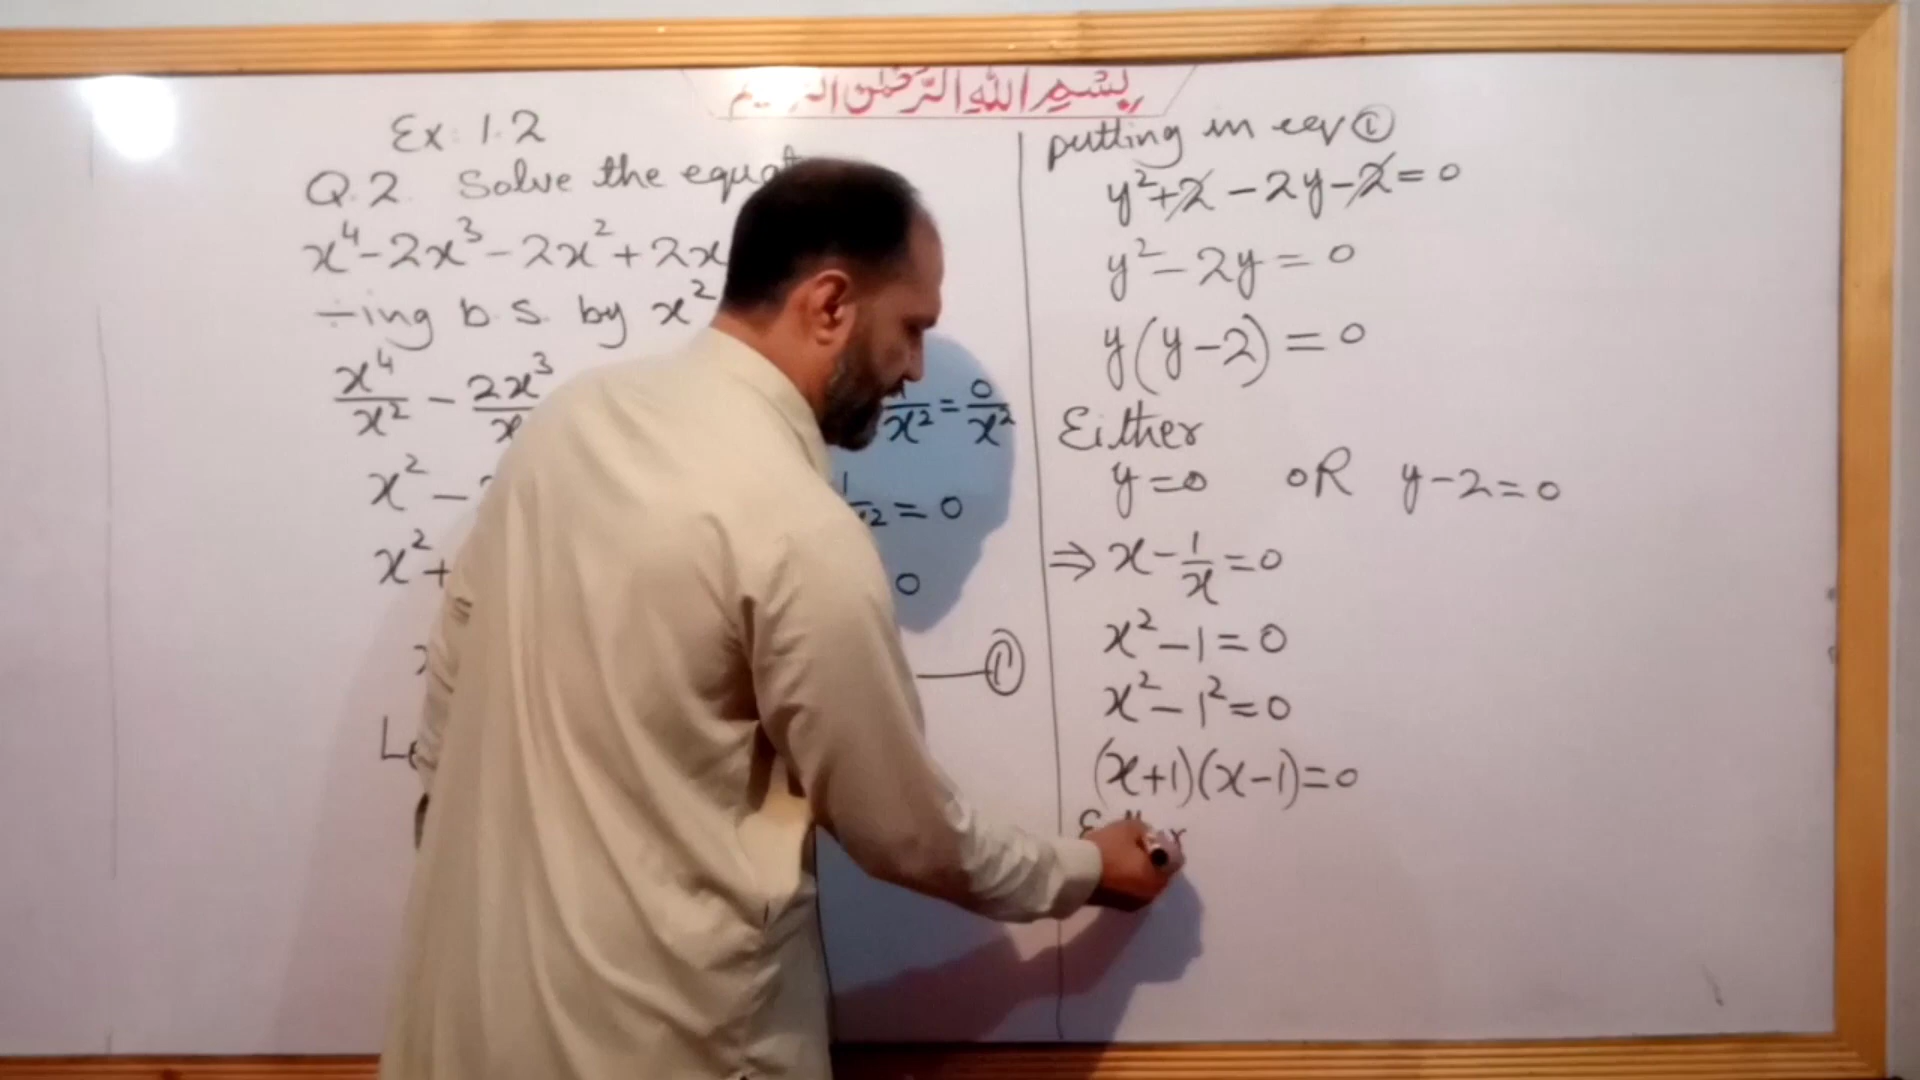 بسم الله الرحمن الرحيم
Ex: 1.2
Q.2. Solve the
x⁴-2x³-2x²+2x
÷ing b.s. by x²
x⁴/x² - 2x³/ /x² = 0/x²
x² - = 0
x²+ 0
①
putting in eq ①
y²+2-2y-2=0
y²-2y=0
y(y-2)=0
Either
y=0 OR y-2=0
⇒ x-1/x=0
x²-1=0
x²-1²=0
(x+1)(x-1)=0